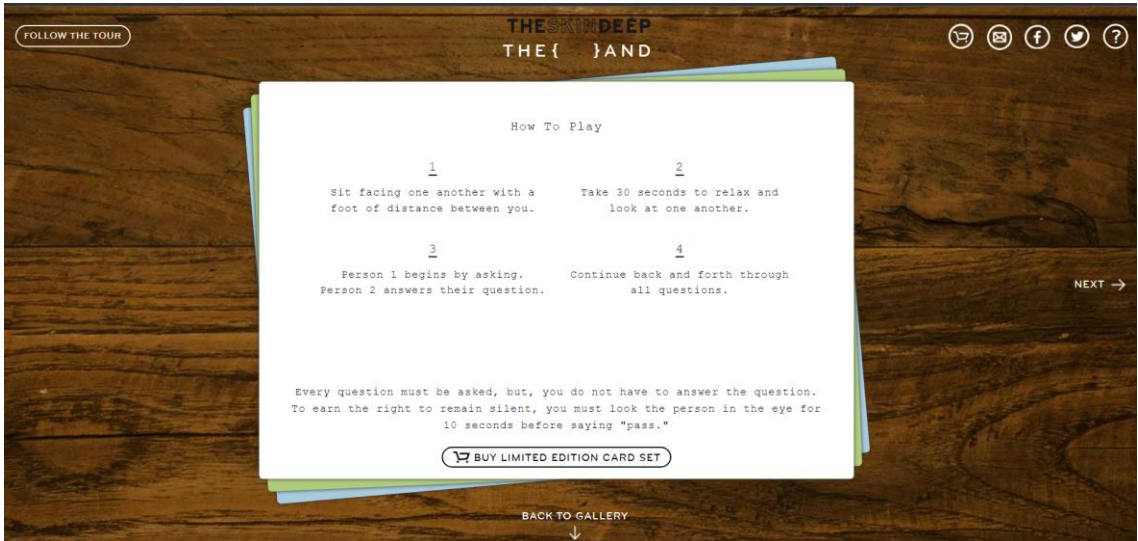 FOLLOW THE TOUR
THESKINDEEP
THE{ }AND
How To Play
1
Sit facing one another with a
foot of distance between you.
2
Take 30 seconds to relax and
look at one another.
3
Person 1 begins by asking.
Person 2 answers their question.
4
Continue back and forth through
all questions.
NEXT →
Every question must be asked, but, you do not have to answer the question.
To earn the right to remain silent, you must look the person in the eye for
10 seconds before saying "pass."
BUY LIMITED EDITION CARD SET
BACK TO GALLERY
↓